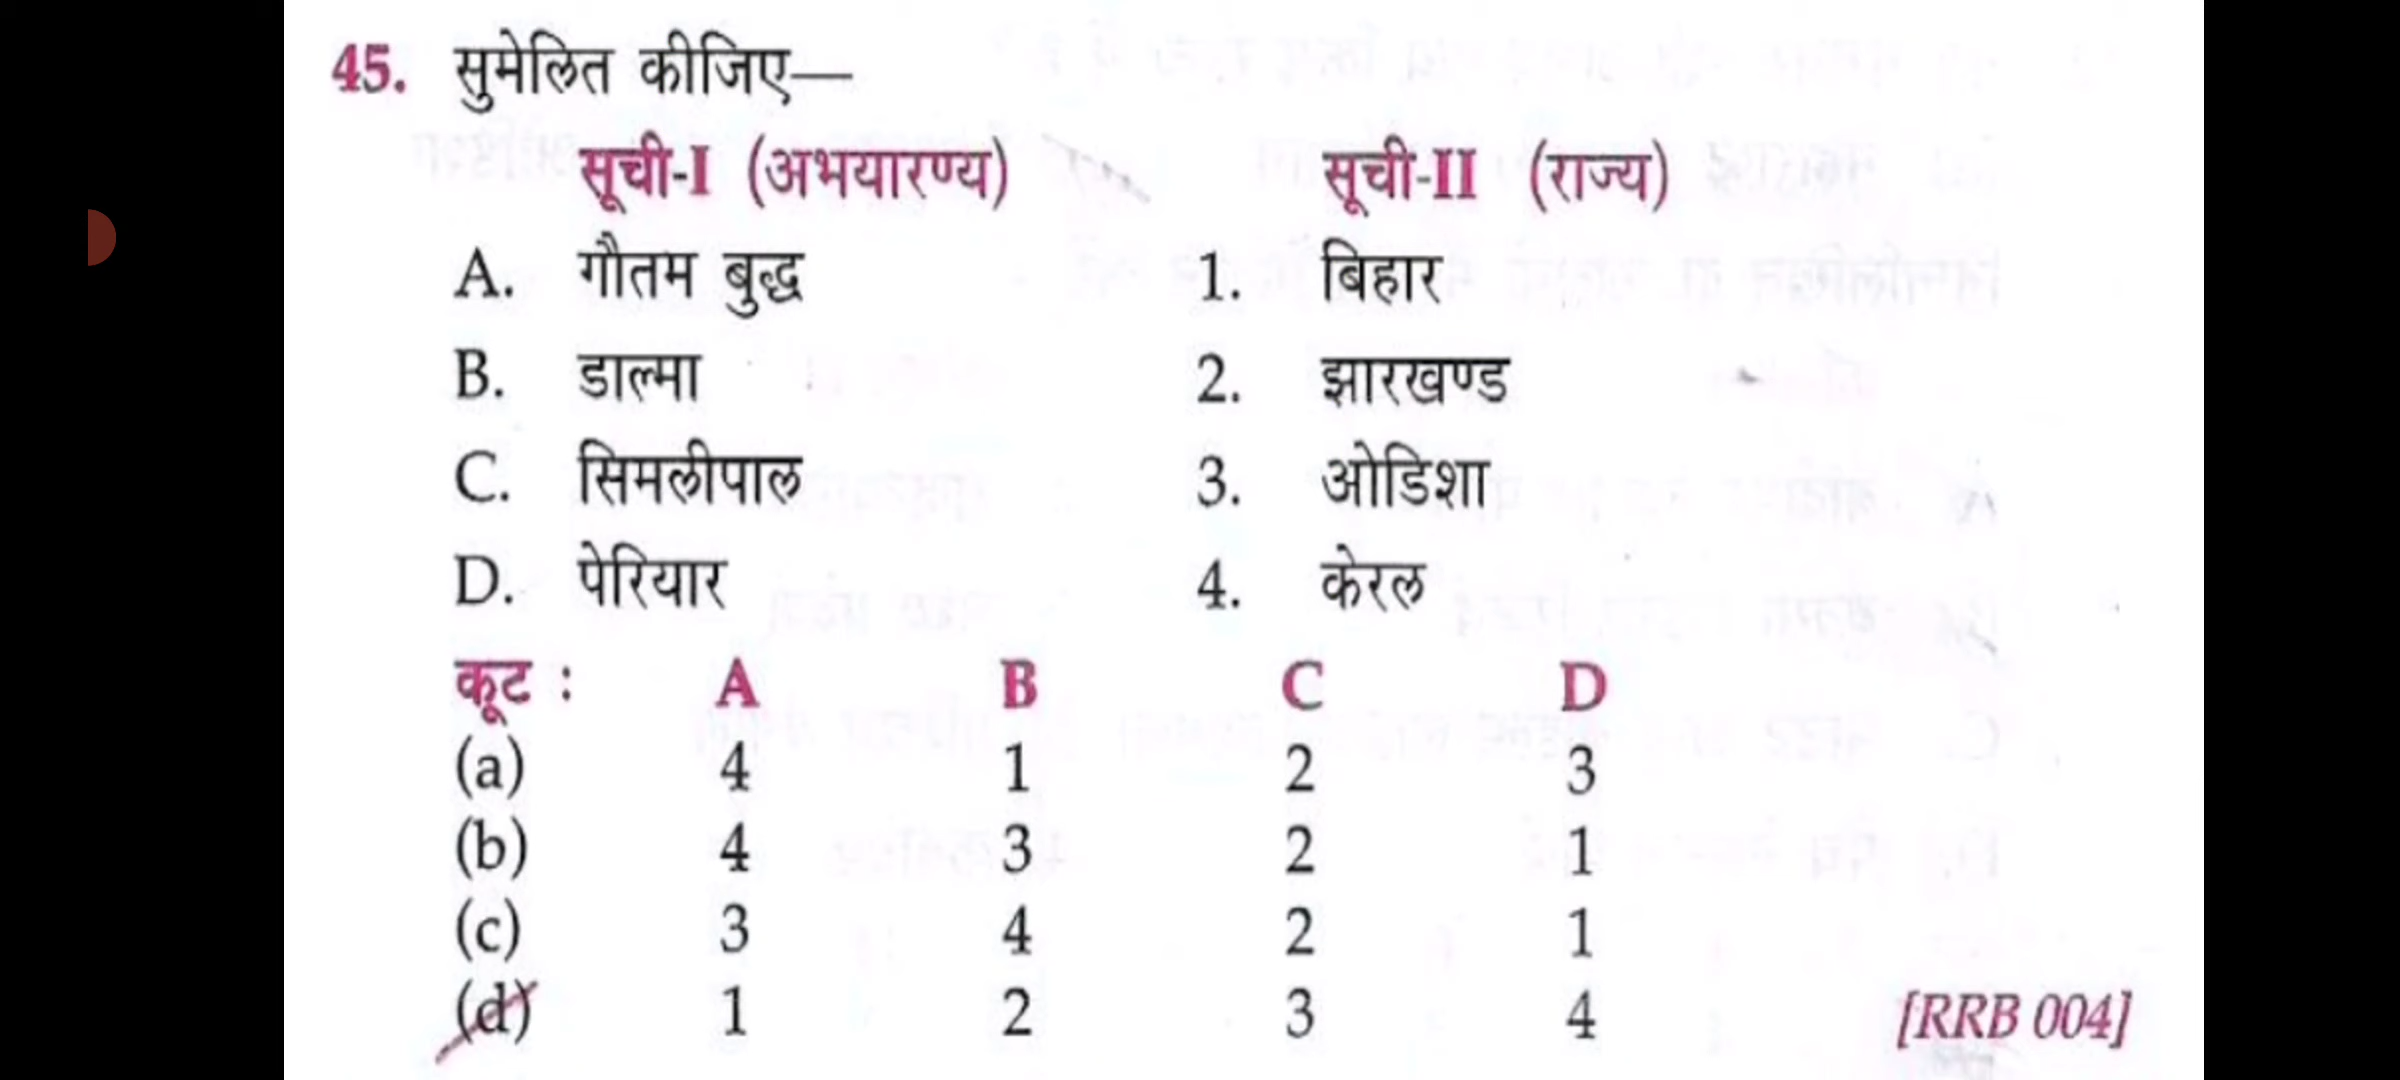 45. सुमेलित कीजिए—
सूची-I (अभयारण्य) सूची-II (राज्य)
A. गौतम बुद्ध 1. बिहार
B. डाल्मा 2. झारखण्ड
C. सिमलीपाल 3. ओडिशा
D. पेरियार 4. केरल
कूट : A B C D
(a) 4 1 2 3
(b) 4 3 2 1
(c) 3 4 2 1
(d) 1 2 3 4 [RRB 004]